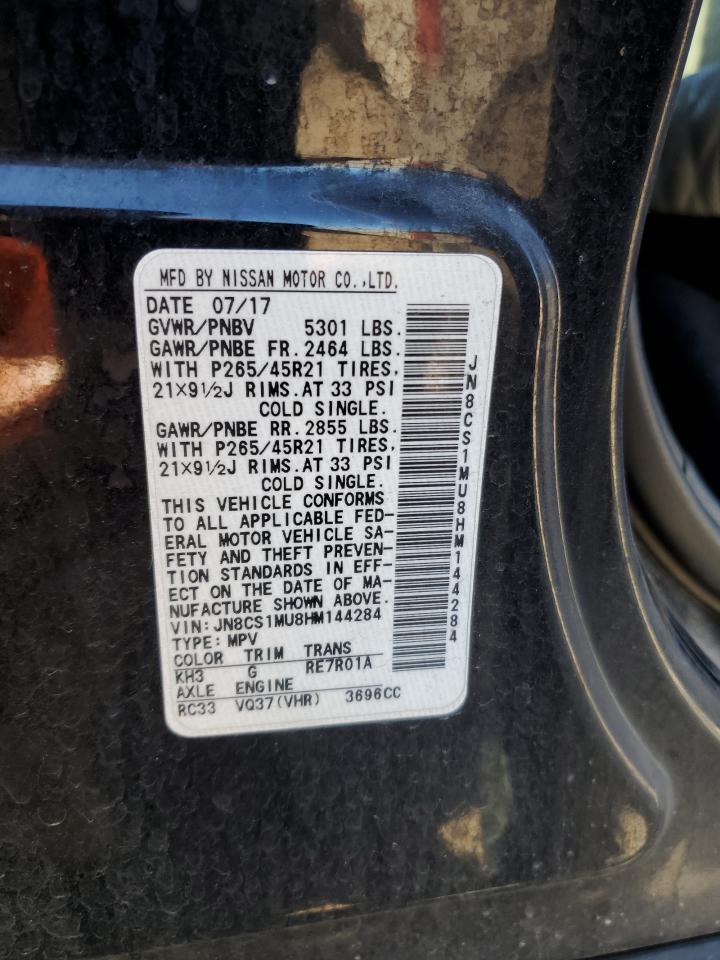 MFD BY NISSAN MOTOR CO.,LTD.
DATE 07/17
GVWR/PNBV 5301 LBS.
GAWR/PNBE FR. 2464 LBS.
WITH P265/45R21 TIRES,
21×9½J RIMS. AT 33 PSI
COLD SINGLE.
GAWR/PNBE RR. 2855 LBS.
WITH P265/45R21 TIRES,
21×9½J RIMS. AT 33 PSI
COLD SINGLE.
THIS VEHICLE CONFORMS
TO ALL APPLICABLE FED-
ERAL MOTOR VEHICLE SA-
FETY AND THEFT PREVEN-
TION STANDARDS IN EFF-
ECT ON THE DATE OF MA-
NUFACTURE SHOWN ABOVE.
VIN: JN8CS1MU8HM144284
TYPE: MPV
COLOR TRIM TRANS
KH3 G RE7R01A
AXLE ENGINE
RC33 VQ37(VHR) 3696CC
JN8CS1MU8HM144284